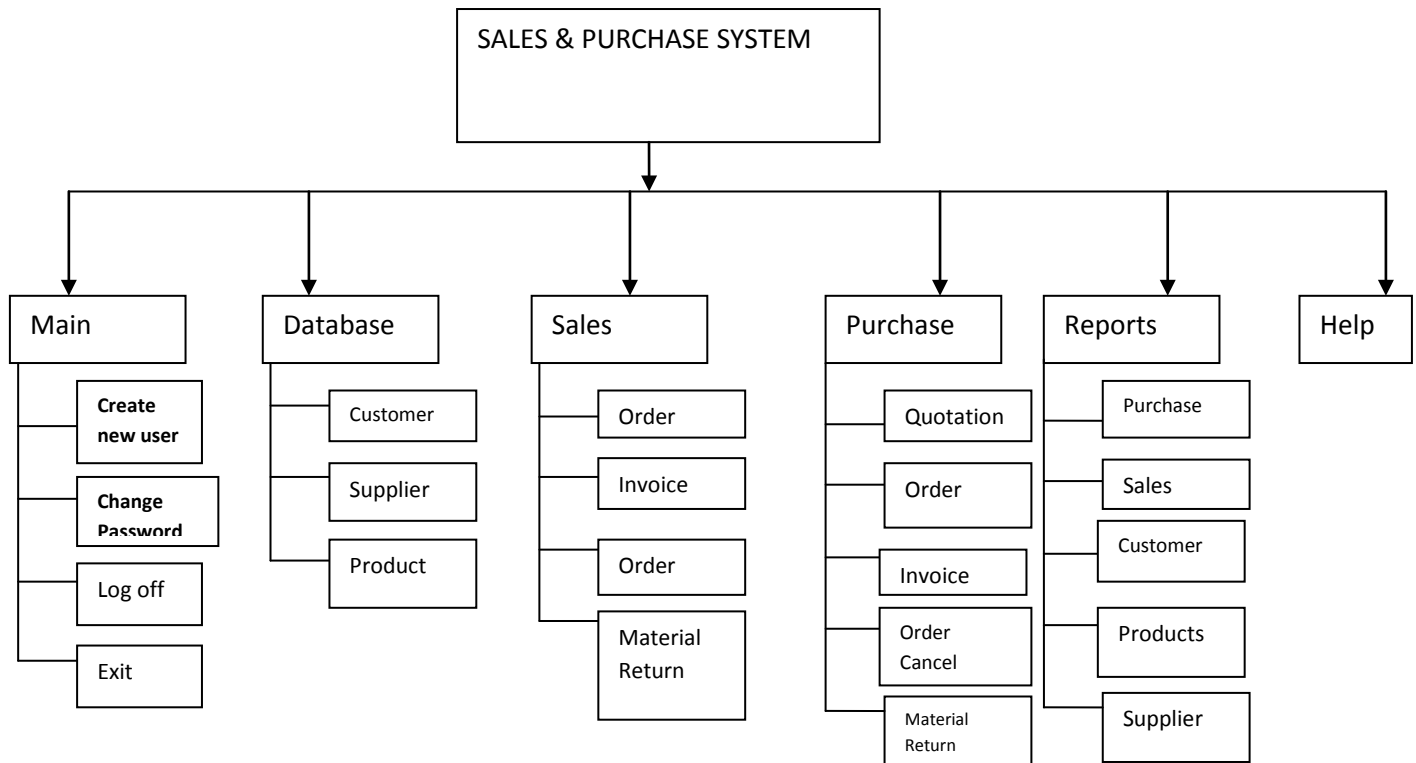 SALES & PURCHASE SYSTEM
Main
Create
new user
Change
Password
Log off
Exit
Database
Customer
Supplier
Product
Sales
Order
Invoice
Order
Material
Return
Purchase
Quotation
Order
Invoice
Order
Cancel
Material
Return
Reports
Purchase
Sales
Customer
Products
Supplier
Help